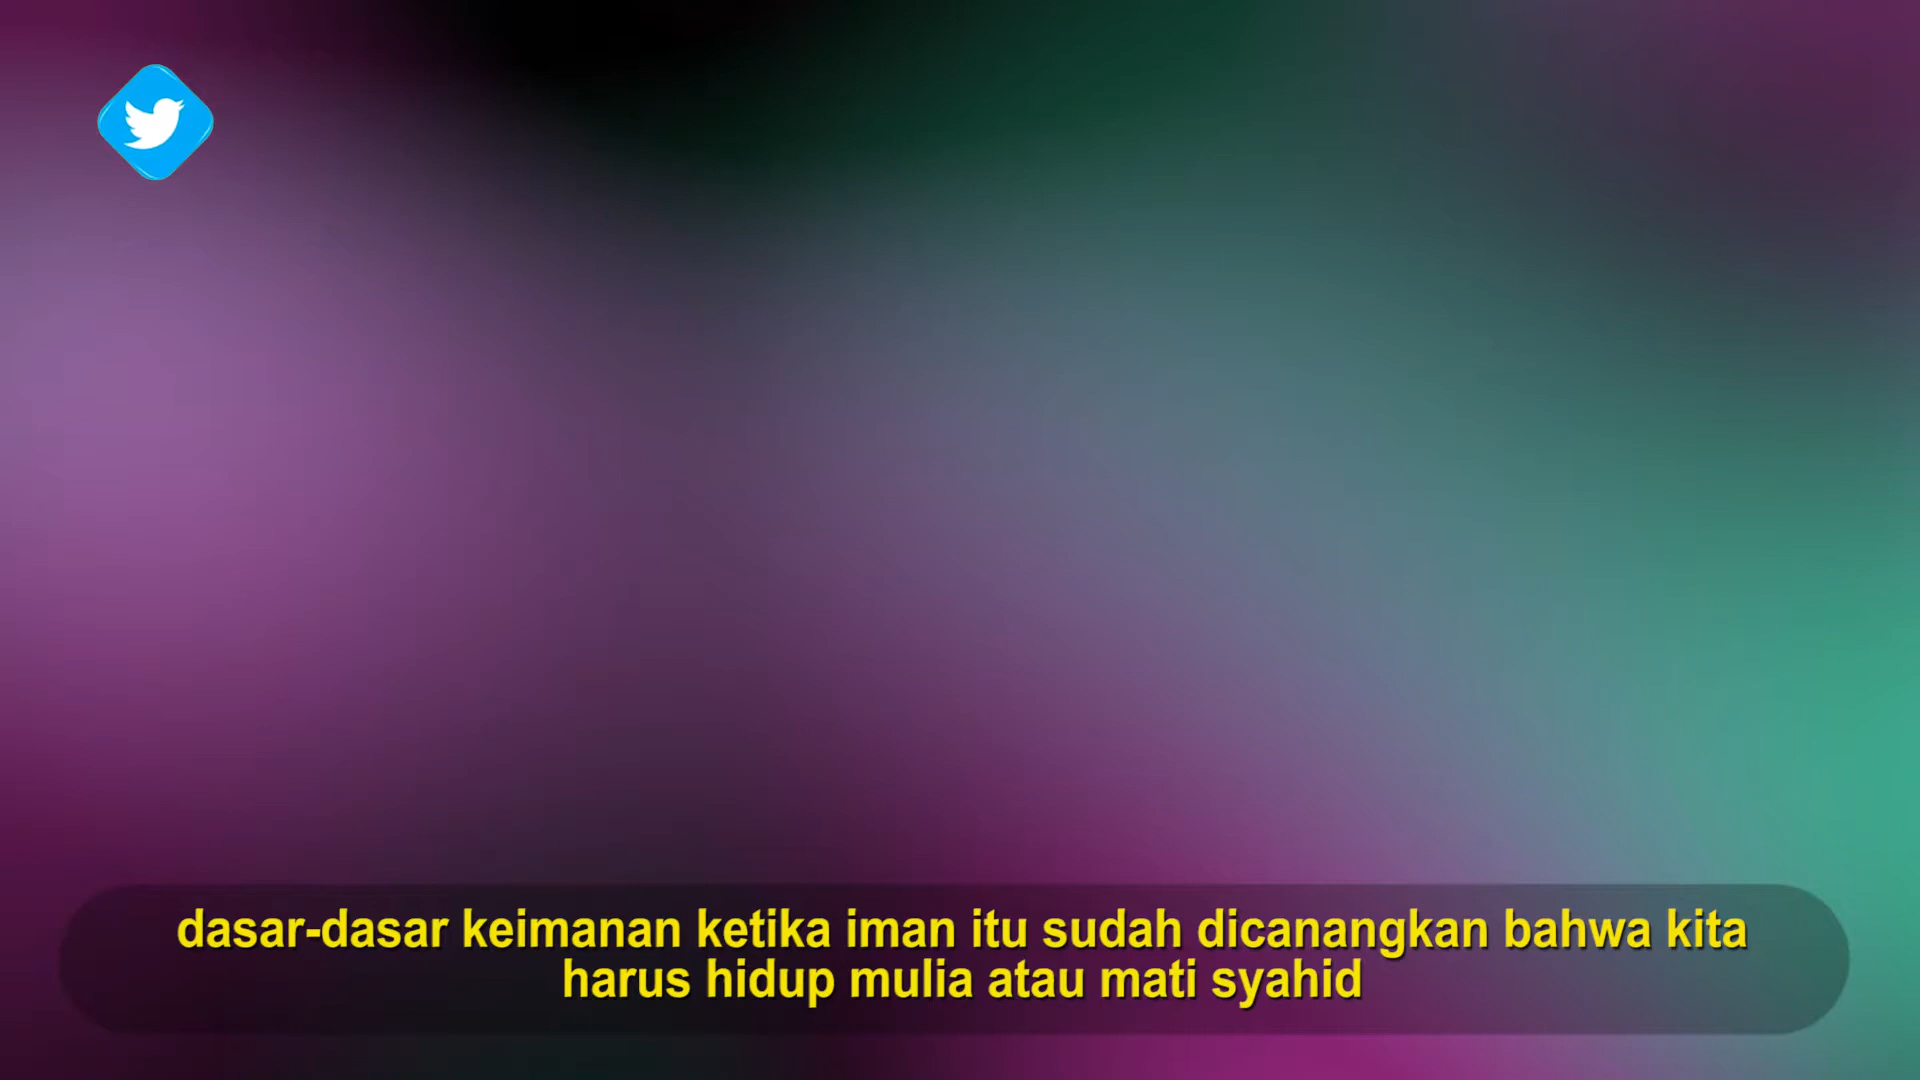 dasar-dasar keimanan ketika iman itu sudah dicanangkan bahwa kita
harus hidup mulia atau mati syahid